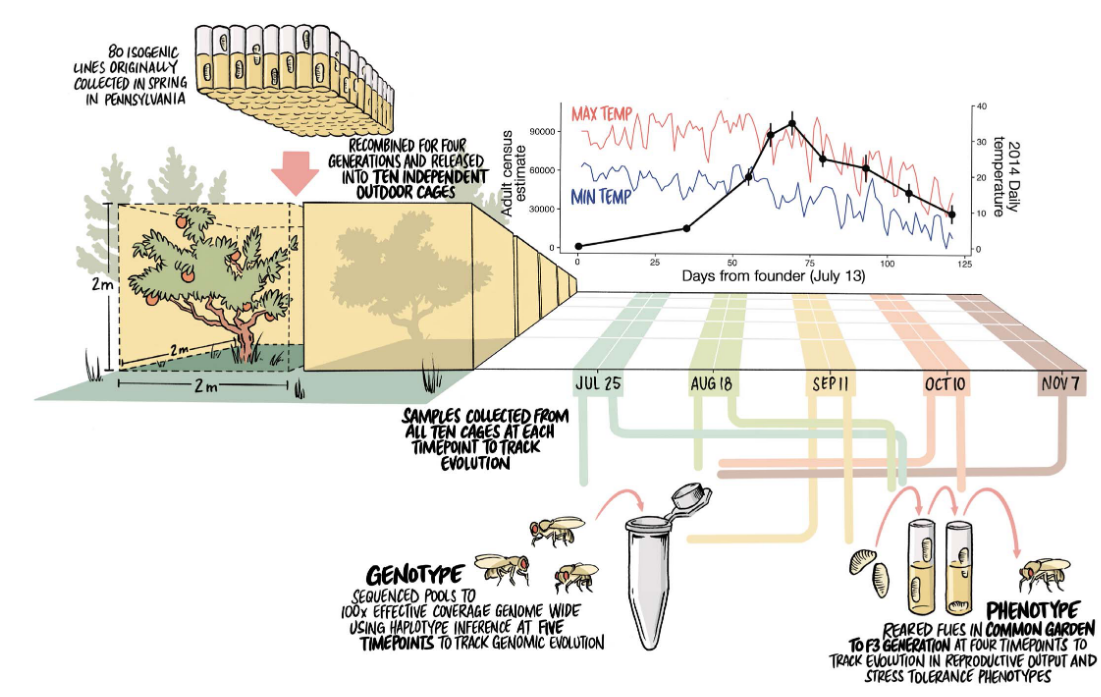 80 ISOGENIC
LINES ORIGINALLY
COLLECTED IN SPRING
IN PENNSYLVANIA
RECOMBINED FOR FOUR
GENERATIONS AND RELEASED
INTO TEN INDEPENDENT
OUTDOOR CAGES
2m
2m
2m
Adult census
estimate
90000
60000
30000
0
MAX TEMP
MIN TEMP
40
30
20
10
0
2014 Daily
temperature
0
25
50
75
100
125
Days from founder (July 13)
JUL 25
AUG 18
SEP 11
OCT 10
NOV 7
SAMPLES COLLECTED FROM
ALL TEN CAGES AT EACH
TIMEPOINT TO TRACK
EVOLUTION
GENOTYPE
SEQUENCED POOLS TO
100X EFFECTIVE COVERAGE GENOME WIDE
USING HAPLOTYPE INFERENCE AT FIVE
TIMEPOINTS TO TRACK GENOMIC EVOLUTION
PHENOTYPE
REARED FLIES IN COMMON GARDEN
TO F3 GENERATION AT FOUR TIMEPOINTS TO
TRACK EVOLUTION IN REPRODUCTIVE OUTPUT AND
STRESS TOLERANCE PHENOTYPES